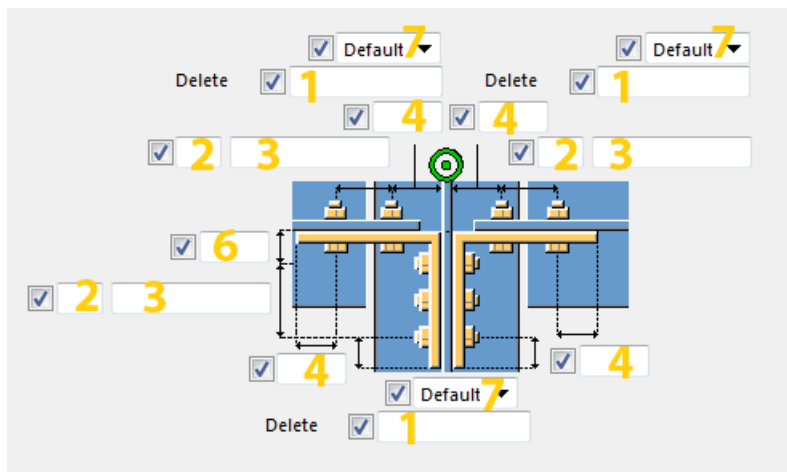 Default 7 Default 7
Delete 1 Delete 1
4 4
2 3 2 3
6
2 3
4 4
Default 7
Delete 1